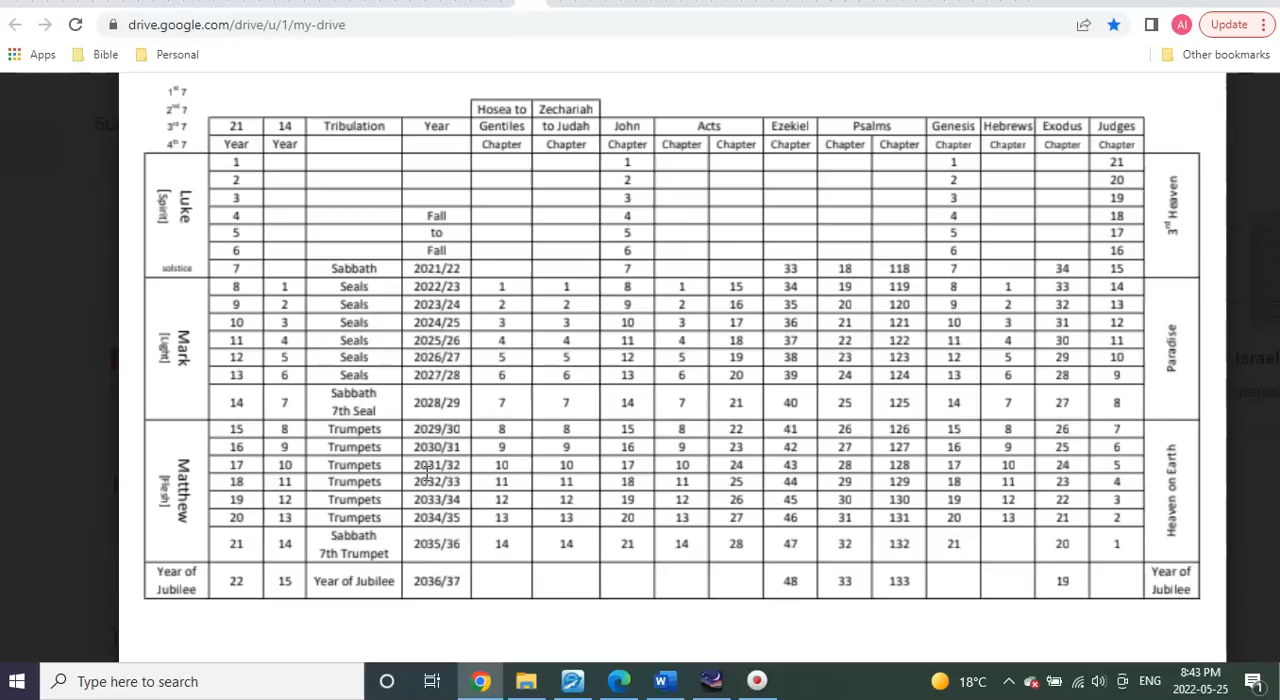 drive.google.com/drive/u/1/my-drive
AI
Update
Apps Bible Personal Other bookmarks
1st 7
2nd 7 Hosea to Zechariah
3rd 7 21 14 Tribulation Year Gentiles to Judah John Acts Ezekiel Psalms Genesis Hebrews Exodus Judges
4th 7 Year Year Chapter Chapter Chapter Chapter Chapter Chapter Chapter Chapter Chapter Chapter Chapter Chapter
Luke [Spirit] solstice
1 1 1 21
2 2 2 20
3 3 3 19
4 Fall 4 4 18
5 to 5 5 17
6 Fall 6 6 16
7 Sabbath 2021/22 7 33 18 118 7 34 15
3rd Heaven
Mark [Light]
8 1 Seals 2022/23 1 1 8 1 15 34 19 119 8 1 33 14
9 2 Seals 2023/24 2 2 9 2 16 35 20 120 9 2 32 13
10 3 Seals 2024/25 3 3 10 3 17 36 21 121 10 3 31 12
11 4 Seals 2025/26 4 4 11 4 18 37 22 122 11 4 30 11
12 5 Seals 2026/27 5 5 12 5 19 38 23 123 12 5 29 10
13 6 Seals 2027/28 6 6 13 6 20 39 24 124 13 6 28 9
14 7 Sabbath 7th Seal 2028/29 7 7 14 7 21 40 25 125 14 7 27 8
Paradise
Matthew [Flesh]
15 8 Trumpets 2029/30 8 8 15 8 22 41 26 126 15 8 26 7
16 9 Trumpets 2030/31 9 9 16 9 23 42 27 127 16 9 25 6
17 10 Trumpets 2031/32 10 10 17 10 24 43 28 128 17 10 24 5
18 11 Trumpets 2032/33 11 11 18 11 25 44 29 129 18 11 23 4
19 12 Trumpets 2033/34 12 12 19 12 26 45 30 130 19 12 22 3
20 13 Trumpets 2034/35 13 13 20 13 27 46 31 131 20 13 21 2
21 14 Sabbath 7th Trumpet 2035/36 14 14 21 14 28 47 32 132 21 20 1
Heaven on Earth
Year of Jubilee 22 15 Year of Jubilee 2036/37 48 33 133 19 Year of Jubilee
Israel
Type here to search
18°C ENG 8:43 PM
2022-05-25